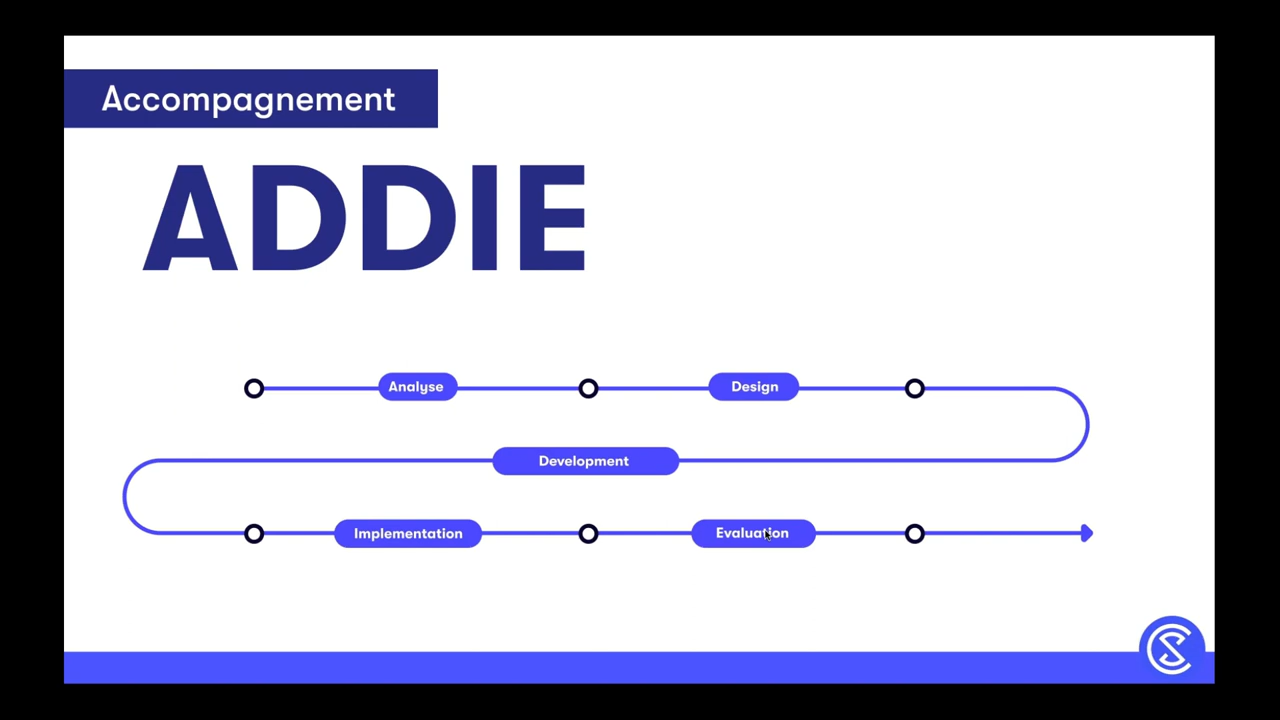 Accompagnement
ADDIE
Analyse
Design
Development
Implementation
Evaluation